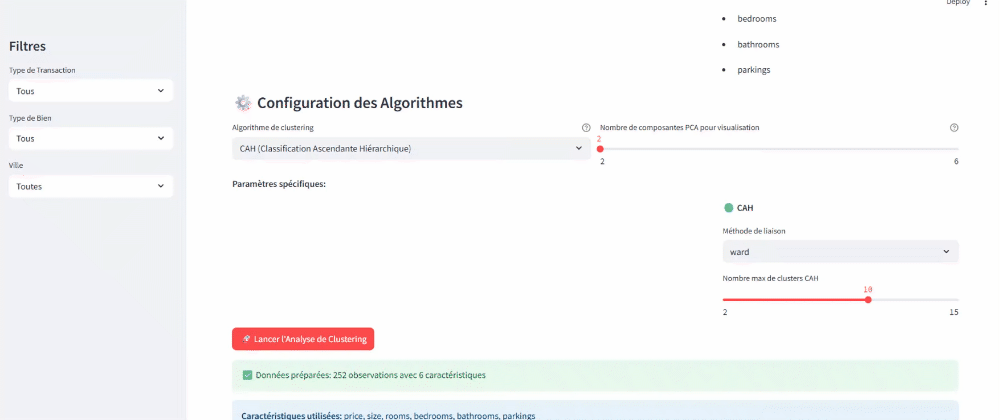 Deploy
bedrooms
bathrooms
parkings
Filtres
Type de Transaction
Tous
Type de Bien
Tous
Ville
Toutes
Configuration des Algorithmes
Algorithme de clustering
CAH (Classification Ascendante Hiérarchique)
Nombre de composantes PCA pour visualisation
2
2 6
Paramètres spécifiques:
CAH
Méthode de liaison
ward
Nombre max de clusters CAH
10
2 15
Lancer l'Analyse de Clustering
Données préparées: 252 observations avec 6 caractéristiques
Caractéristiques utilisées: price, size, rooms, bedrooms, bathrooms, parkings